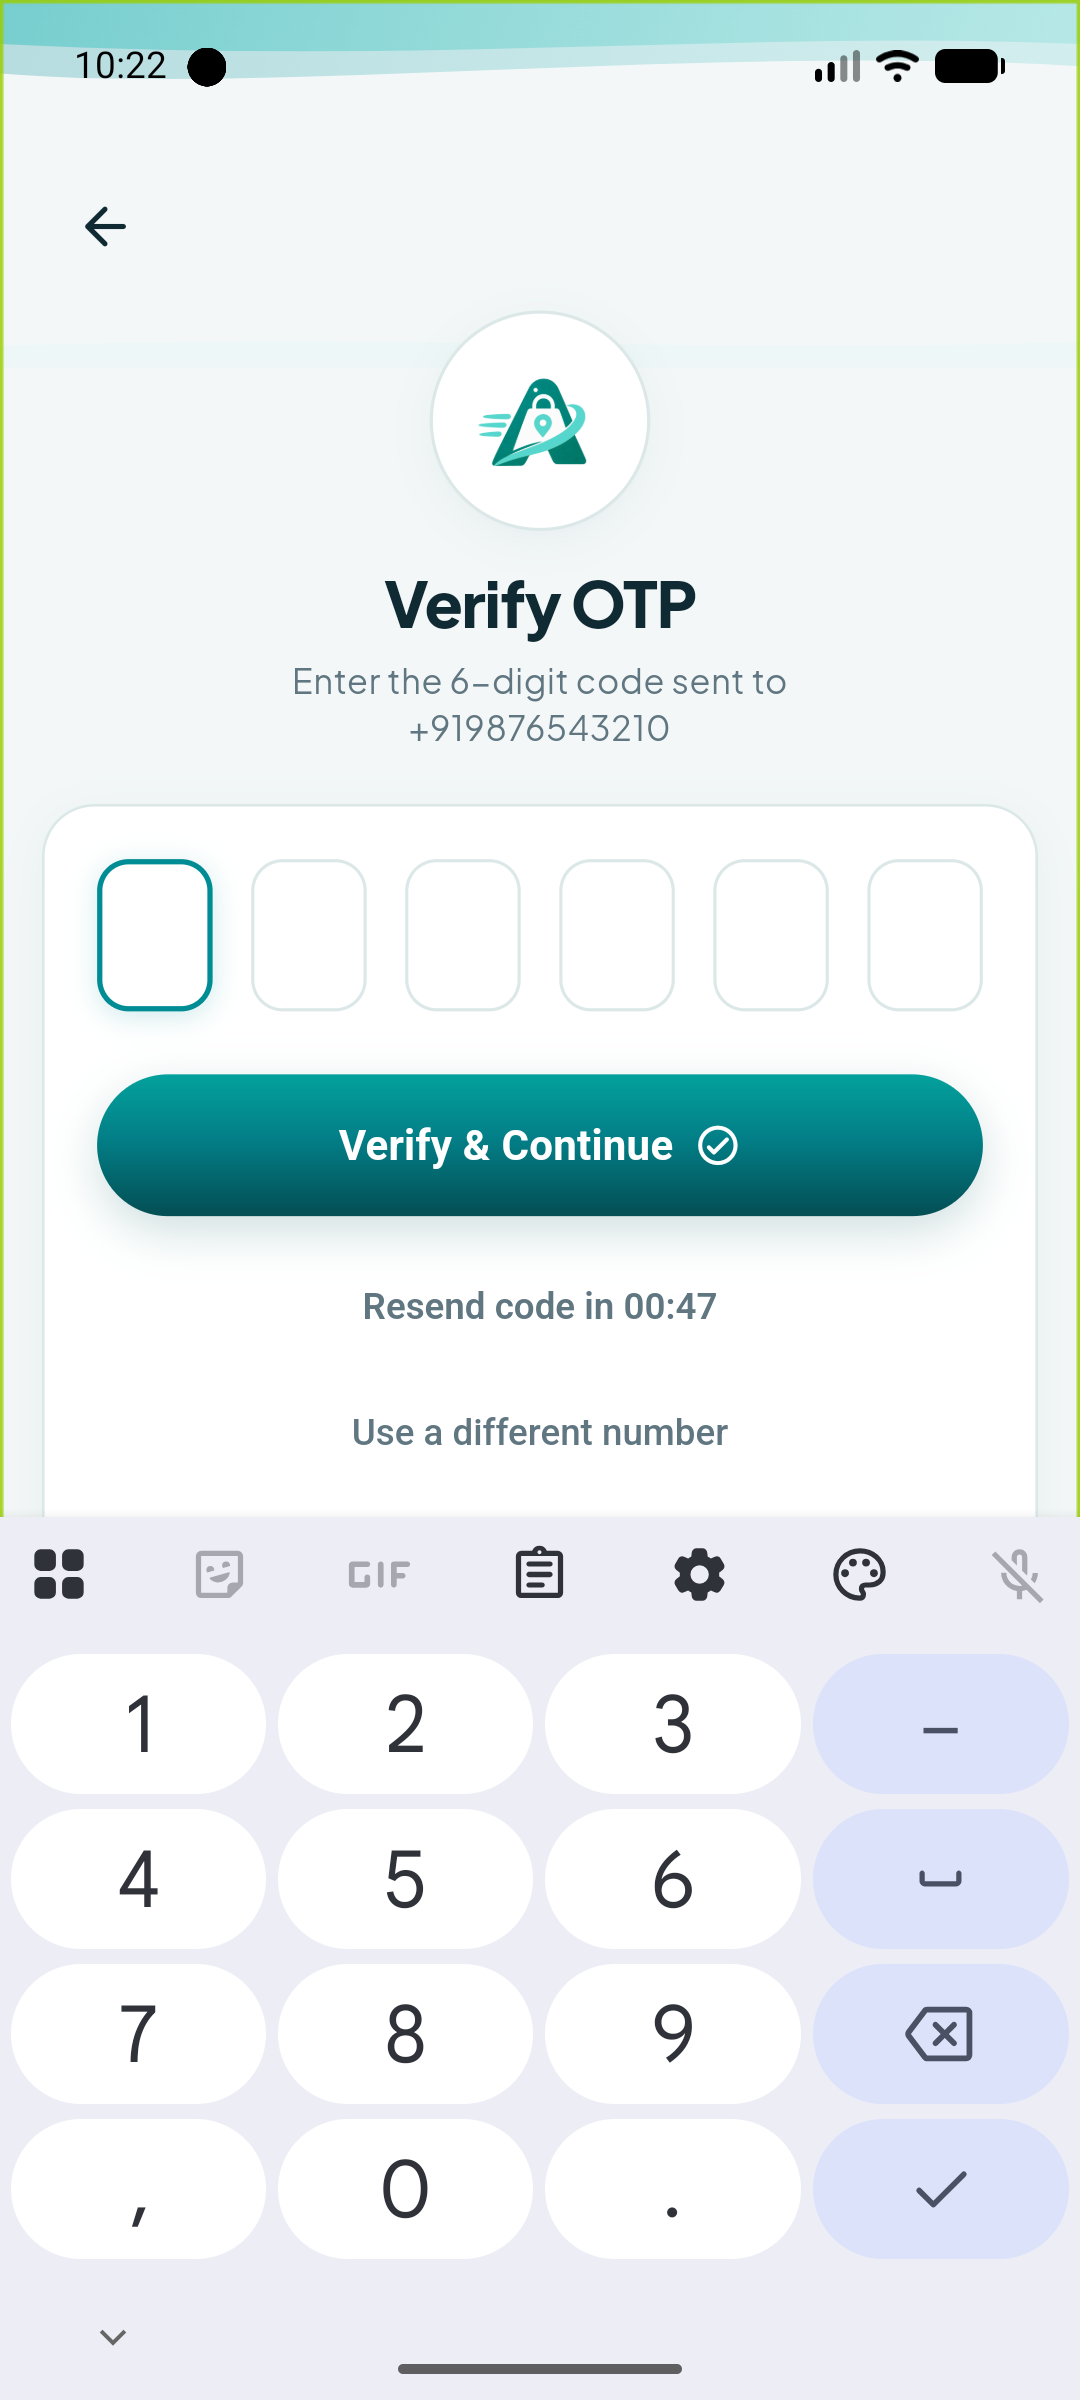 10:22
Verify OTP
Enter the 6-digit code sent to
+919876543210
Verify & Continue
Resend code in 00:47
Use a different number
GIF
1 2 3 –
4 5 6
7 8 9
, 0 .